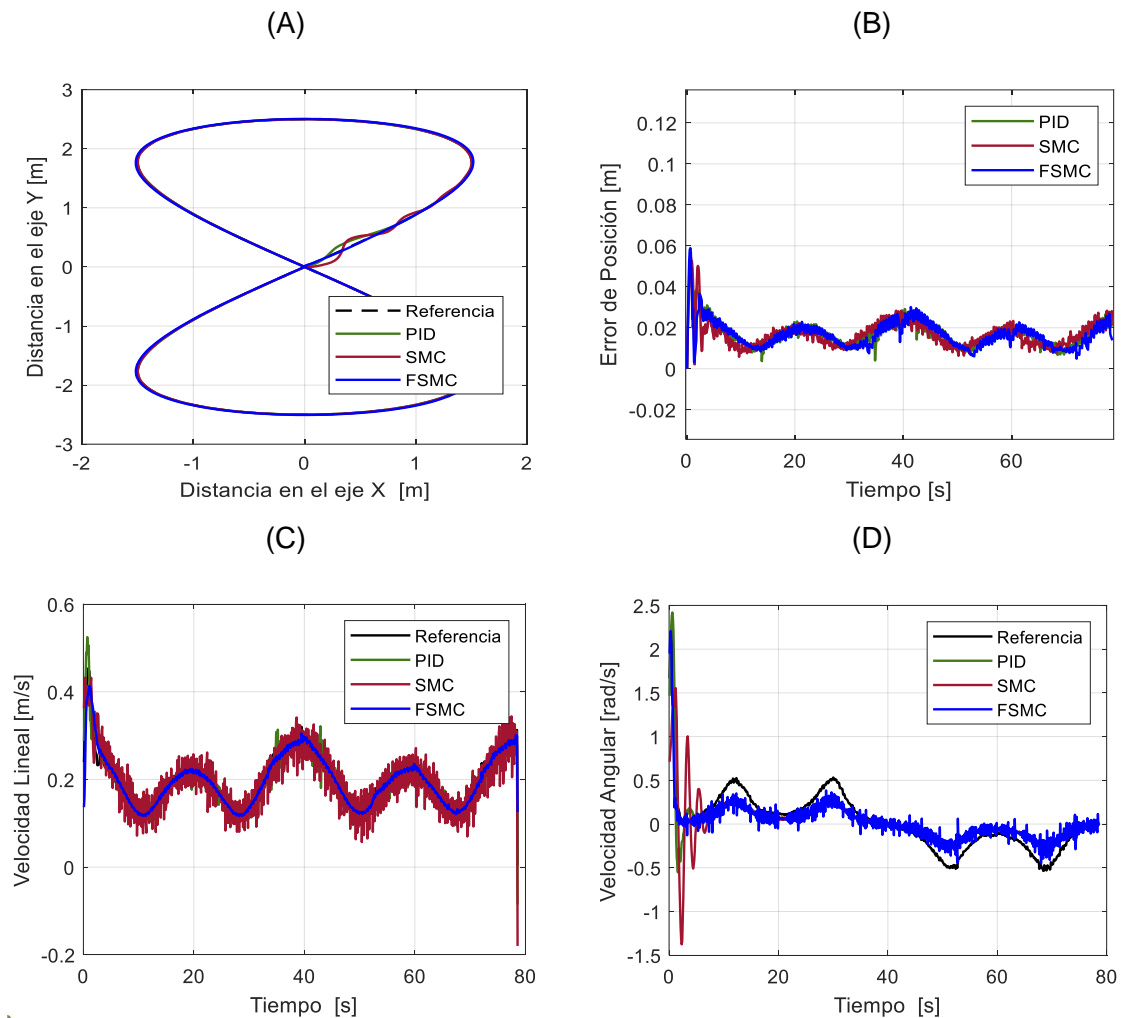 (A)
3
2
1
0
-1
-2
-3
-2
-1
0
1
2
Distancia en el eje Y [m]
Distancia en el eje X [m]
Referencia
PID
SMC
FSMC
(B)
0.12
0.1
0.08
0.06
0.04
0.02
0
-0.02
0
20
40
60
Error de Posición [m]
Tiempo [s]
PID
SMC
FSMC
(C)
0.6
0.4
0.2
0
-0.2
0
20
40
60
80
Velocidad Lineal [m/s]
Tiempo [s]
Referencia
PID
SMC
FSMC
(D)
2.5
2
1.5
1
0.5
0
-0.5
-1
-1.5
0
20
40
60
80
Velocidad Angular [rad/s]
Tiempo [s]
Referencia
PID
SMC
FSMC